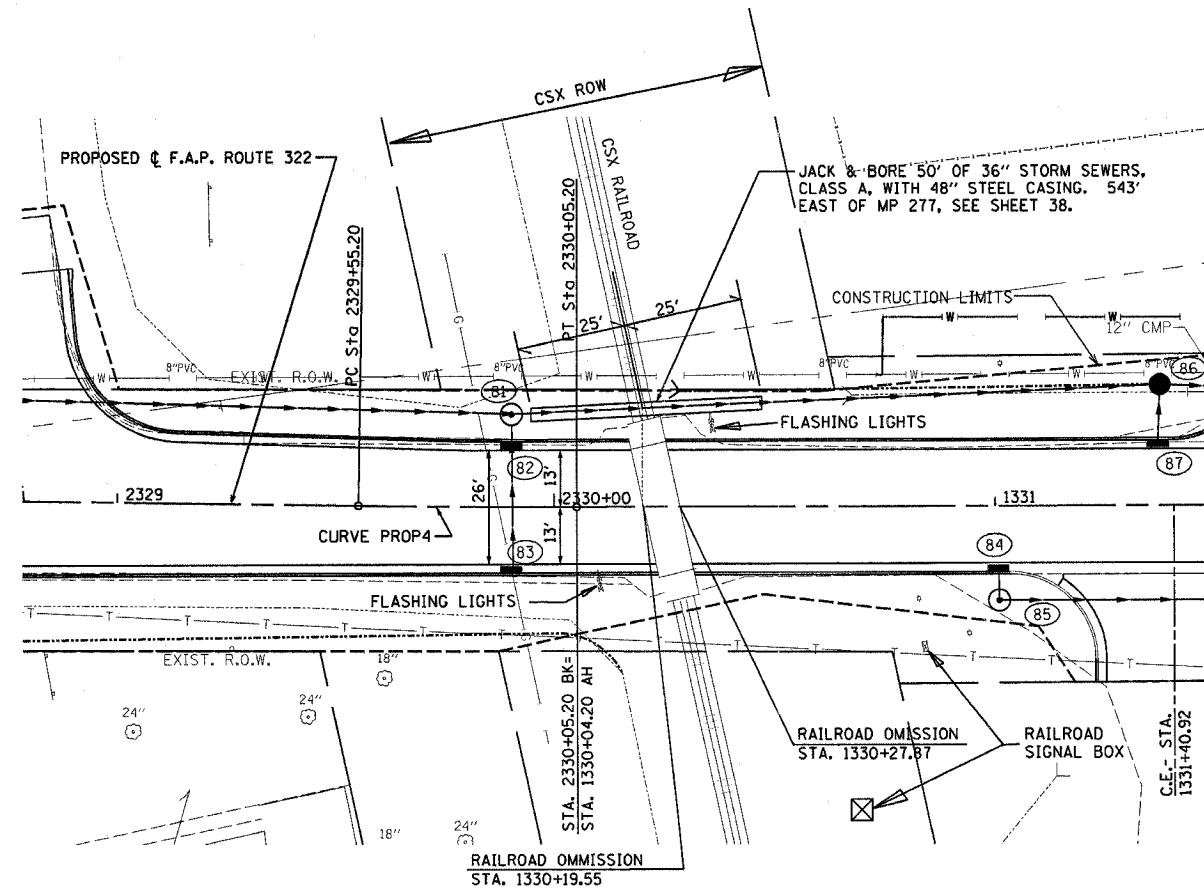 CSX ROW
PROPOSED ℄ F.A.P. ROUTE 322
PC Sta 2329+55.20
PT Sta 2330+05.20
CSX RAILROAD
JACK & BORE 50' OF 36" STORM SEWERS,
CLASS A, WITH 48" STEEL CASING. 543'
EAST OF MP 277, SEE SHEET 38.
25'
25'
CONSTRUCTION LIMITS
W
W
12" CMP
G
8"PVC
8"PVC
8"PVC
8"PVC
W
W
W
W
W
W
W
EXIST. R.O.W.
81
86
FLASHING LIGHTS
82
87
G
26'
13'
13'
2329
2330+00
1331
CURVE PROP4
83
84
85
FLASHING LIGHTS
G
T
T
T
T
T
T
T
T
T
T
EXIST. R.O.W.
18"
24"
24"
STA. 2330+05.20 BK=
STA. 1330+04.20 AH
RAILROAD OMISSION
STA. 1330+27.87
RAILROAD
SIGNAL BOX
C.E.- STA.
1331+40.92
18"
24"
RAILROAD OMMISSION
STA. 1330+19.55